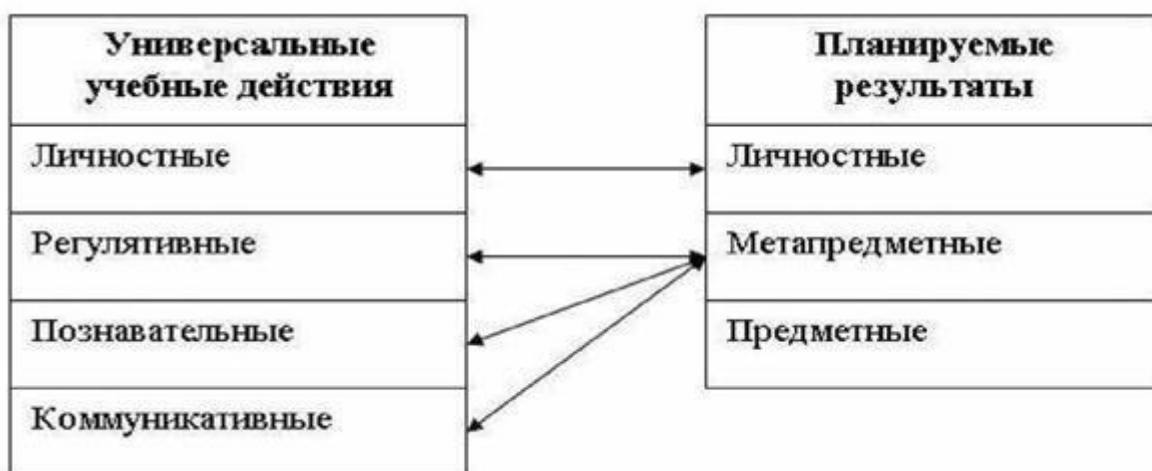 Универсальные
учебные действия
Личностные
Регулятивные
Познавательные
Коммуникативные
Планируемые
результаты
Личностные
Метапредметные
Предметные